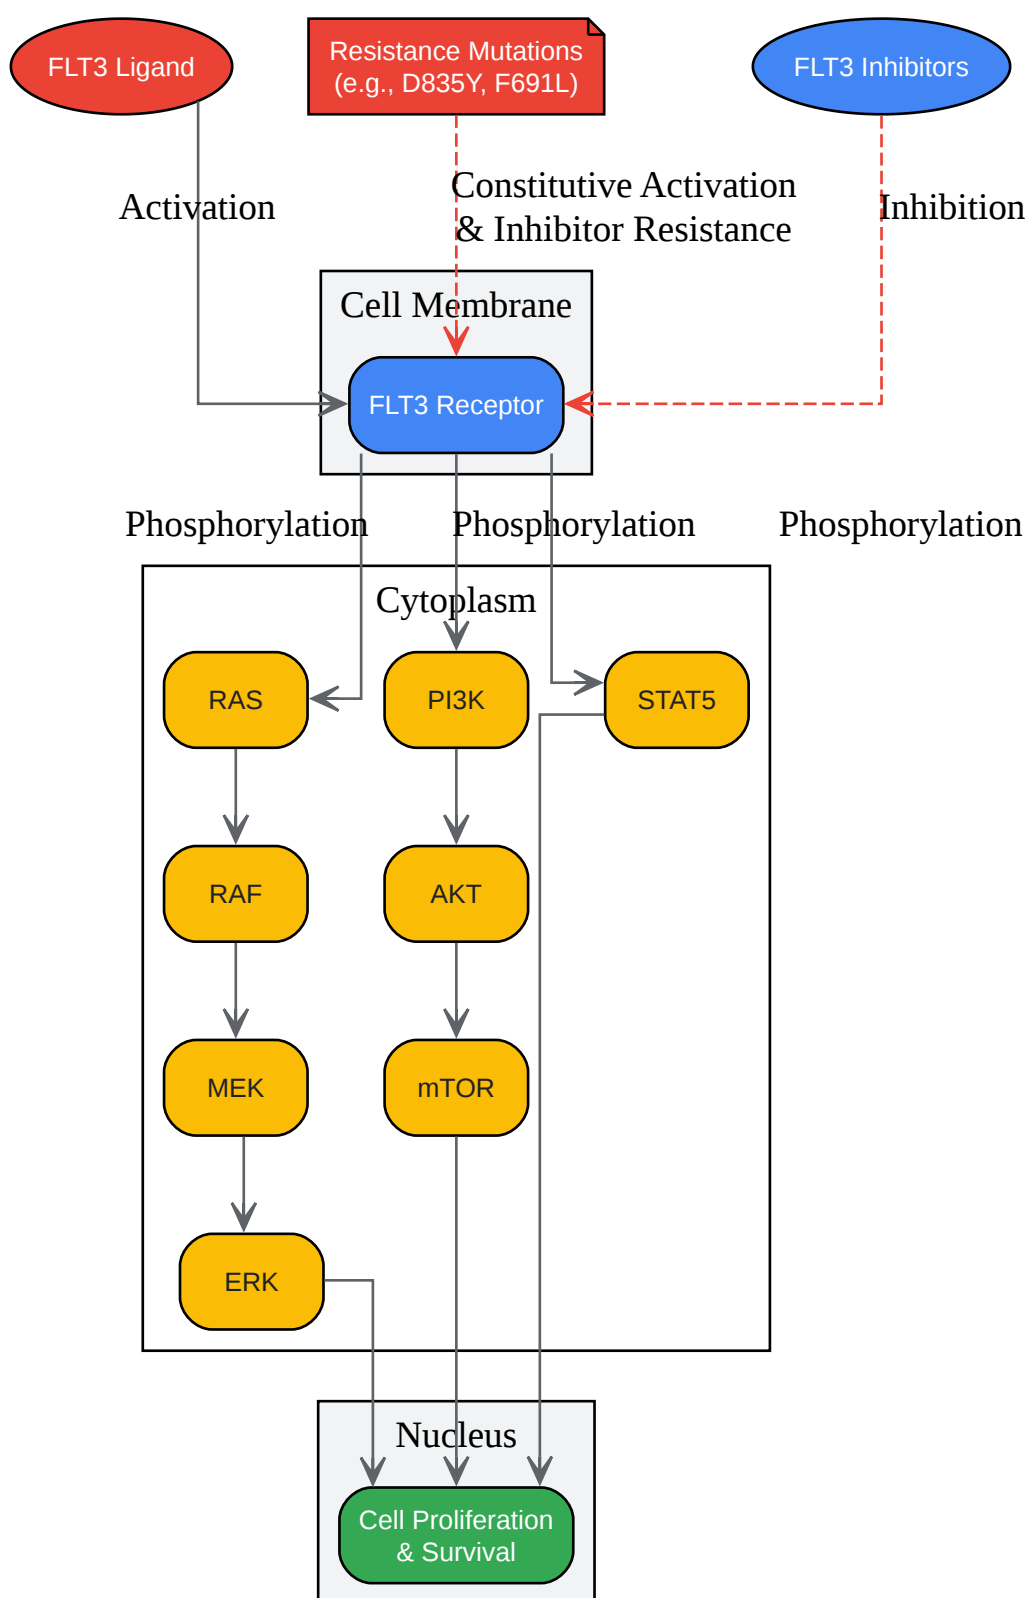 FLT3 Ligand
Resistance Mutations
(e.g., D835Y, F691L)
FLT3 Inhibitors
Activation
Constitutive Activation
& Inhibitor Resistance
Inhibition
Cell Membrane
FLT3 Receptor
Phosphorylation
Phosphorylation
Phosphorylation
Cytoplasm
RAS
PI3K
STAT5
RAF
AKT
MEK
mTOR
ERK
Nucleus
Cell Proliferation
& Survival